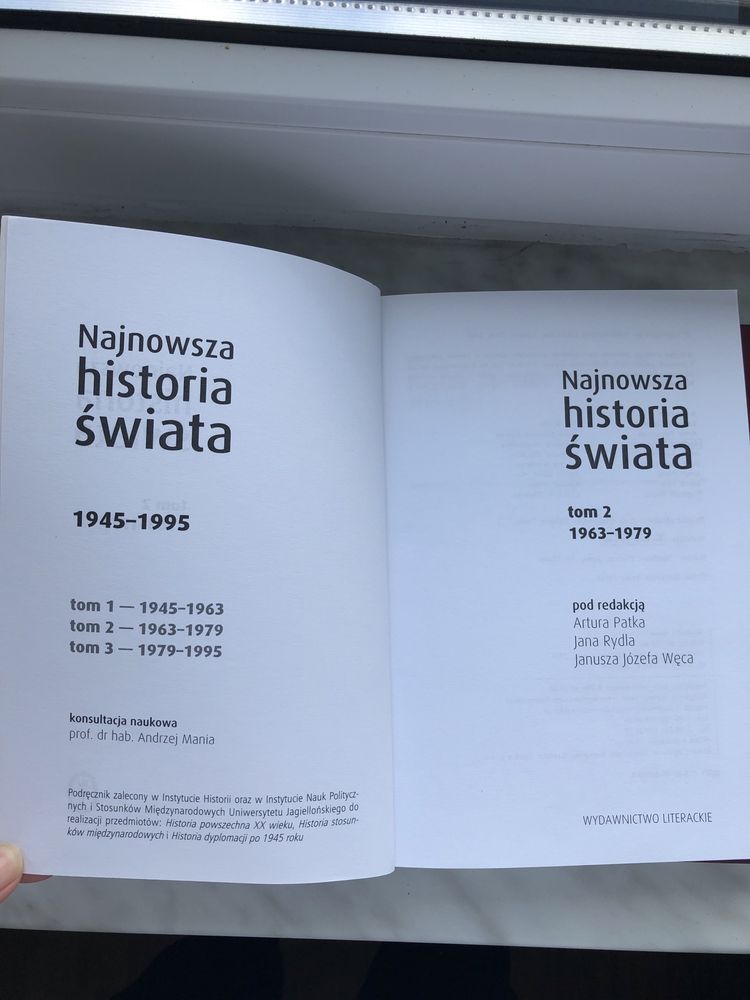 Najnowsza
historia
świata
1945–1995
tom 1 — 1945–1963
tom 2 — 1963–1979
tom 3 — 1979–1995
konsultacja naukowa
prof. dr hab. Andrzej Mania
Podręcznik zalecony w Instytucie Historii oraz w Instytucie Nauk Politycz-
nych i Stosunków Międzynarodowych Uniwersytetu Jagiellońskiego do
realizacji przedmiotów: Historia powszechna XX wieku, Historia stosun-
ków międzynarodowych i Historia dyplomacji po 1945 roku
Najnowsza
historia
świata
tom 2
1963–1979
pod redakcją
Artura Patka
Jana Rydla
Janusza Józefa Węca
WYDAWNICTWO LITERACKIE